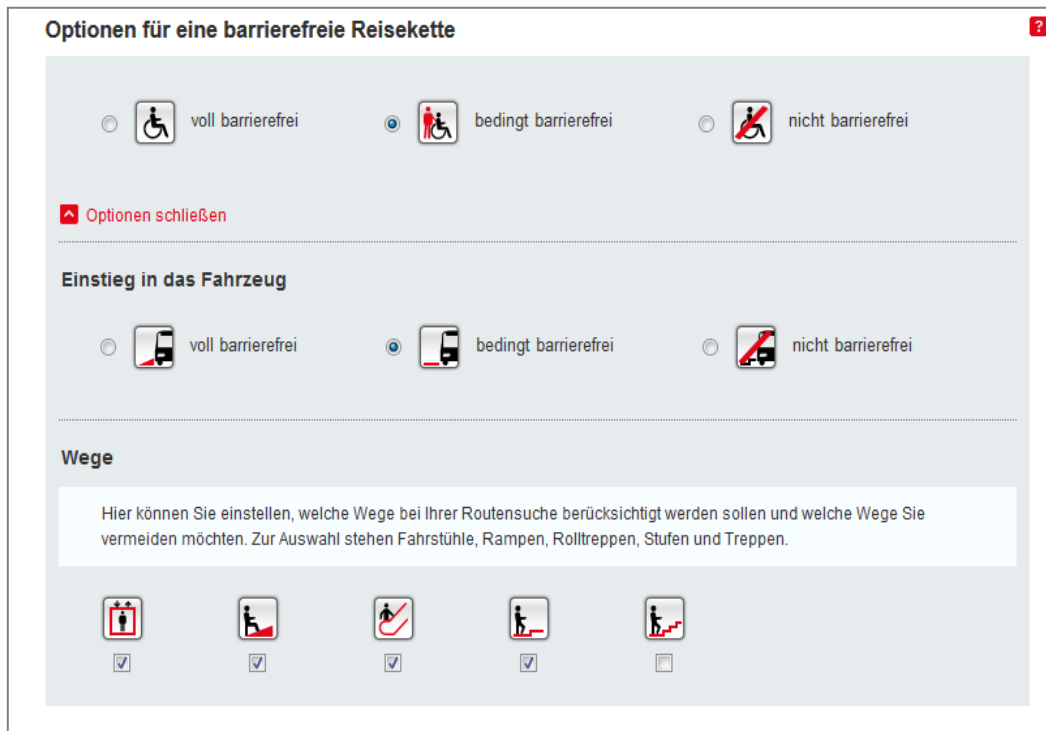 Optionen für eine barrierefreie Reisekette
?
voll barrierefrei
bedingt barrierefrei
nicht barrierefrei
Optionen schließen
Einstieg in das Fahrzeug
voll barrierefrei
bedingt barrierefrei
nicht barrierefrei
Wege
Hier können Sie einstellen, welche Wege bei Ihrer Routensuche berücksichtigt werden sollen und welche Wege Sie
vermeiden möchten. Zur Auswahl stehen Fahrstühle, Rampen, Rolltreppen, Stufen und Treppen.